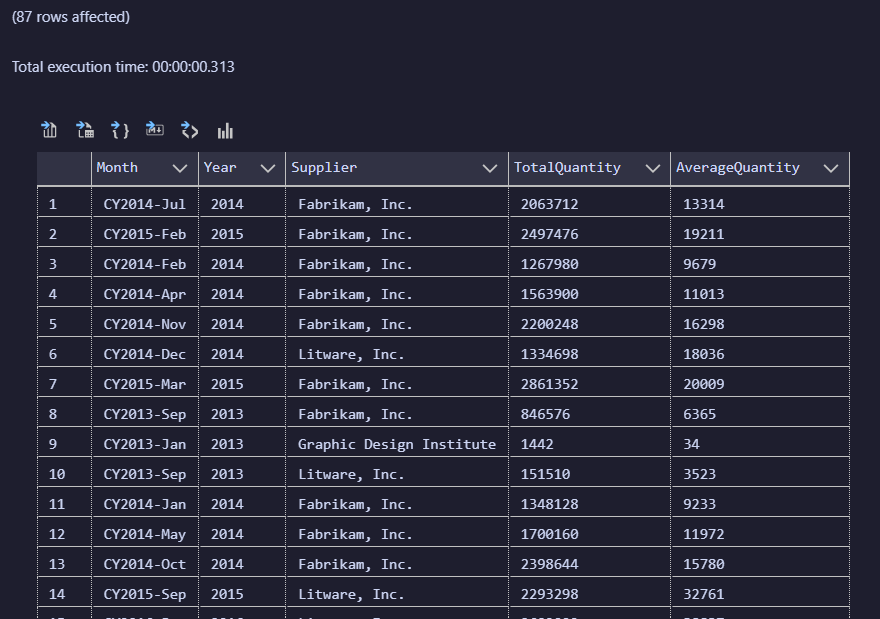 (87 rows affected)
Total execution time: 00:00:00.313
Month Year Supplier TotalQuantity AverageQuantity
1 CY2014-Jul 2014 Fabrikam, Inc. 2063712 13314
2 CY2015-Feb 2015 Fabrikam, Inc. 2497476 19211
3 CY2014-Feb 2014 Fabrikam, Inc. 1267980 9679
4 CY2014-Apr 2014 Fabrikam, Inc. 1563900 11013
5 CY2014-Nov 2014 Fabrikam, Inc. 2200248 16298
6 CY2014-Dec 2014 Litware, Inc. 1334698 18036
7 CY2015-Mar 2015 Fabrikam, Inc. 2861352 20009
8 CY2013-Sep 2013 Fabrikam, Inc. 846576 6365
9 CY2013-Jan 2013 Graphic Design Institute 1442 34
10 CY2013-Sep 2013 Litware, Inc. 151510 3523
11 CY2014-Jan 2014 Fabrikam, Inc. 1348128 9233
12 CY2014-May 2014 Fabrikam, Inc. 1700160 11972
13 CY2014-Oct 2014 Fabrikam, Inc. 2398644 15780
14 CY2015-Sep 2015 Litware, Inc. 2293298 32761